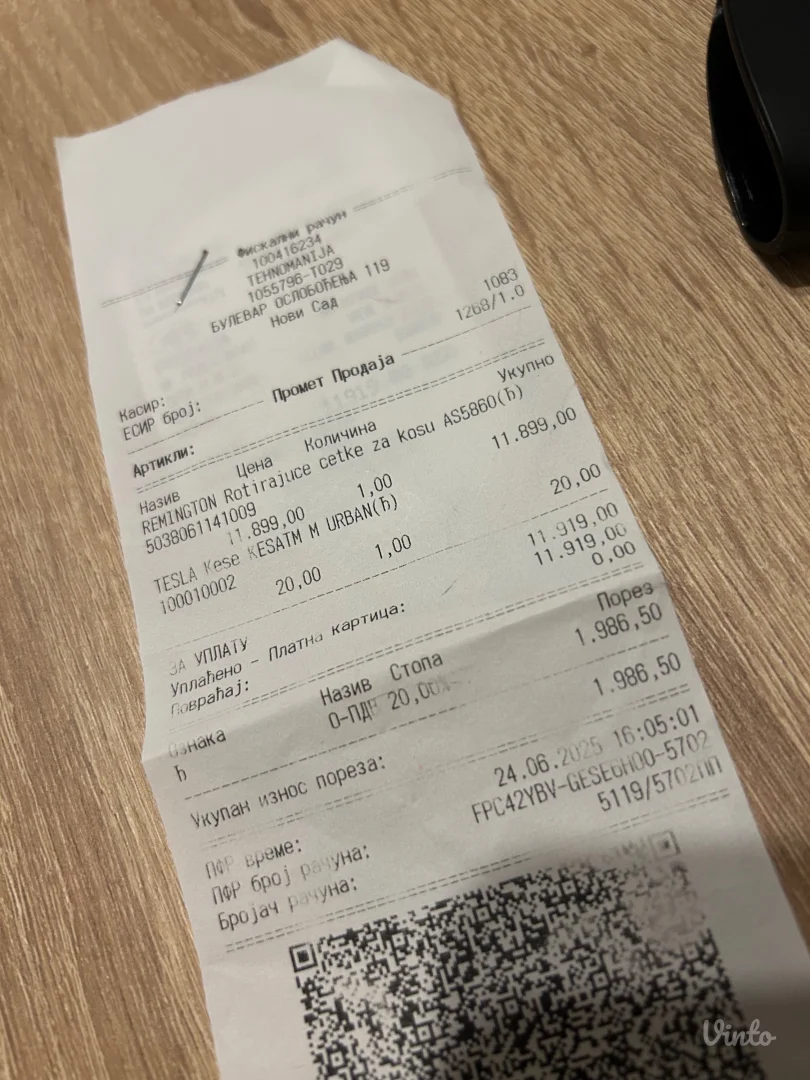 Фискални рачун
100416234
TEHNOMANIJA
1055796-T029
БУЛЕВАР ОСЛОБОЂЕЊА 119
Нови Сад
Касир: 1083
ЕСИР број: 1268/1.0
Промет Продаја
Артикли:
Назив Цена Количина Укупно
REMINGTON Rotirajuce cetke za kosu AS5860(Ђ)
5038061141009
11.899,00 1,00 11.899,00
TESLA Kese KESATM M URBAN(Ђ)
100010002
20,00 1,00 20,00
ЗА УПЛАТУ 11.919,00
Уплаћено - Платна картица: 11.919,00
Повраћај: 0,00
Ознака Назив Стопа Порез
Ђ О-ПДВ 20,00% 1.986,50
Укупан износ пореза: 1.986,50
ПФР време: 24.06.2025 16:05:01
ПФР број рачуна: FPC42YBV-GESE6HOO-5702
Бројач рачуна: 5119/5702ПП
Vinto